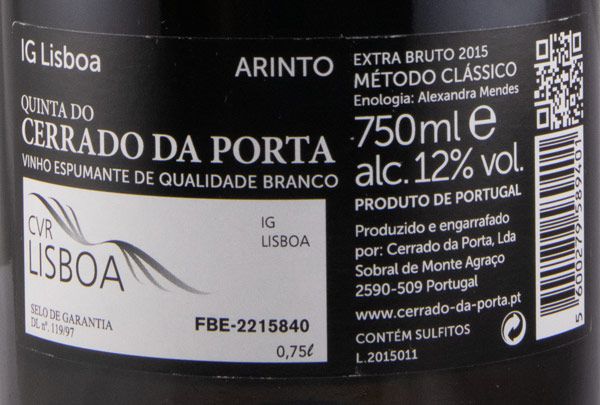 IG Lisboa
ARINTO
QUINTA DO
CERRADO DA PORTA
VINHO ESPUMANTE DE QUALIDADE BRANCO
CVR
LISBOA
IG
LISBOA
SELO DE GARANTIA
DL nº. 119/97
FBE-2215840
0,75ℓ
EXTRA BRUTO 2015
MÉTODO CLÁSSICO
Enologia: Alexandra Mendes
750ml e
alc. 12% vol.
PRODUTO DE PORTUGAL
Produzido e engarrafado
por: Cerrado da Porta, Lda
Sobral de Monte Agraço
2590-509 Portugal
www.cerrado-da-porta.pt
CONTÉM SULFITOS
L.2015011
5 600279 589401